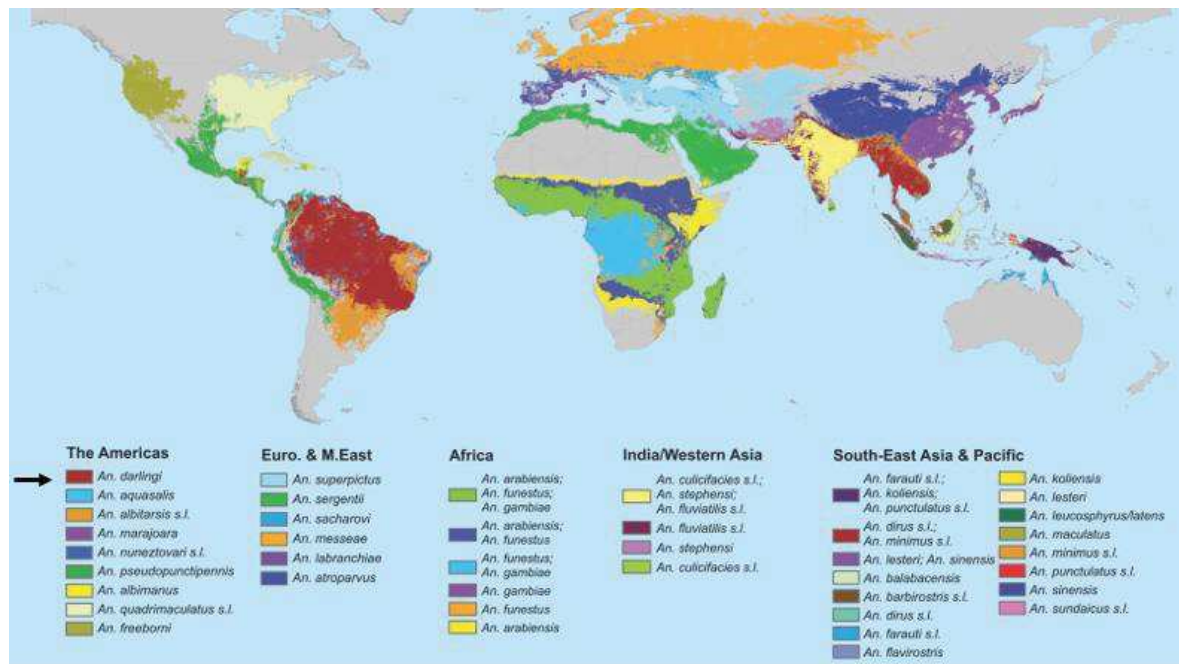 The Americas
An. darlingi
An. aquasalis
An. albitarsis s.l.
An. marajoara
An. nuneztovari s.l.
An. pseudopunctipennis
An. albimanus
An. quadrimaculatus s.l.
An. freeborni
Euro. & M.East
An. superpictus
An. sergentii
An. sacharovi
An. messeae
An. labranchiae
An. atroparvus
Africa
An. arabiensis;
An. funestus;
An. gambiae
An. arabiensis;
An. funestus
An. funestus;
An. gambiae
An. gambiae
An. funestus
An. arabiensis
India/Western Asia
An. culicifacies s.l.;
An. stephensi;
An. fluviatilis s.l.
An. fluviatilis s.l.
An. stephensi
An. culicifacies s.l.
South-East Asia & Pacific
An. farauti s.l.;
An. koliensis;
An. punctulatus s.l.
An. dirus s.l.;
An. minimus s.l.
An. lesteri; An. sinensis
An. balabacensis
An. barbirostris s.l.
An. dirus s.l.
An. farauti s.l.
An. flavirostris
An. koliensis
An. lesteri
An. leucosphyrus/latens
An. maculatus
An. minimus s.l.
An. punctulatus s.l.
An. sinensis
An. sundaicus s.l.